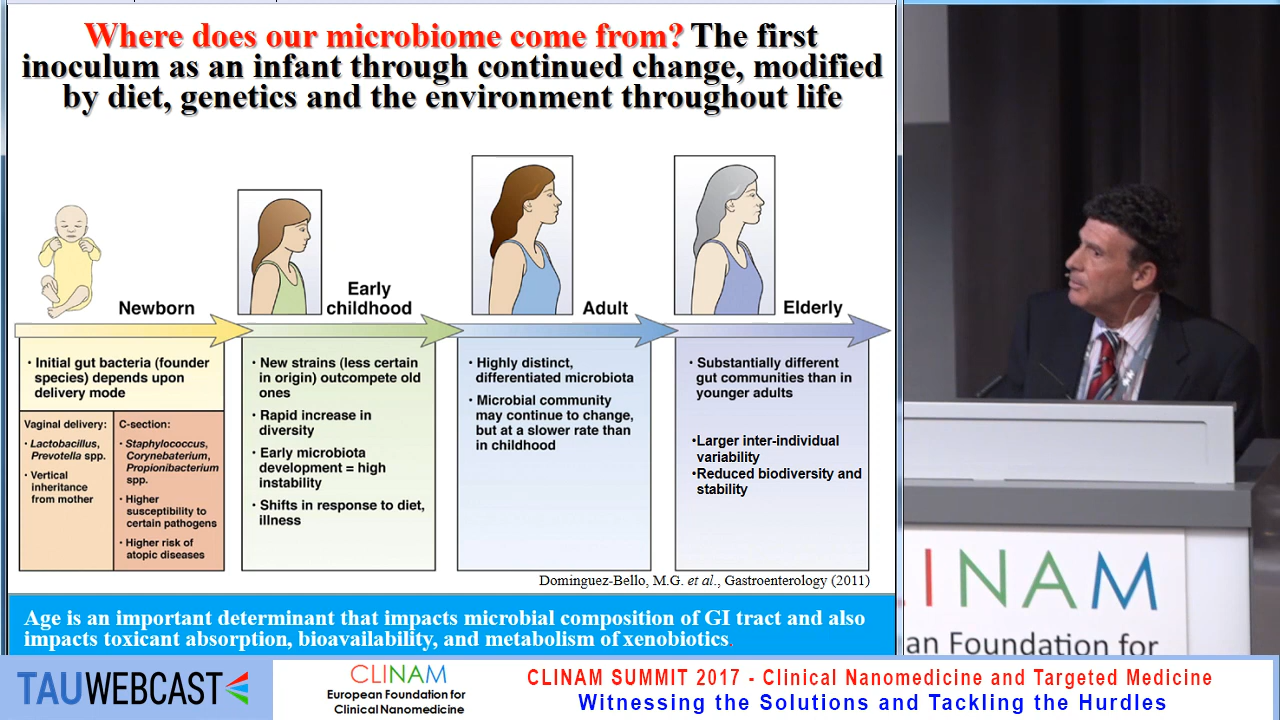 Where does our microbiome come from? The first
inoculum as an infant through continued change, modified
by diet, genetics and the environment throughout life
Newborn
Early
childhood
Adult
Elderly
• Initial gut bacteria (founder
species) depends upon
delivery mode
Vaginal delivery:
• Lactobacillus,
Prevotella spp.
• Vertical
inheritance
from mother
C-section:
• Staphylococcus,
Corynebaterium,
Propionibacterium
spp.
• Higher
susceptibility to
certain pathogens
• Higher risk of
atopic diseases
• New strains (less certain
in origin) outcompete old
ones
• Rapid increase in
diversity
• Early microbiota
development = high
instability
• Shifts in response to diet,
illness
• Highly distinct,
differentiated microbiota
• Microbial community
may continue to change,
but at a slower rate than
in childhood
• Substantially different
gut communities than in
younger adults
•Larger inter-individual
variability
•Reduced biodiversity and
stability
Dominguez-Bello, M.G. et al., Gastroenterology (2011)
Age is an important determinant that impacts microbial composition of GI tract and also
impacts toxicant absorption, bioavailability, and metabolism of xenobiotics.
LINAM
an Foundation for
TAUWEBCAST
CLINAM
European Foundation for
Clinical Nanomedicine
CLINAM SUMMIT 2017 - Clinical Nanomedicine and Targeted Medicine
Witnessing the Solutions and Tackling the Hurdles